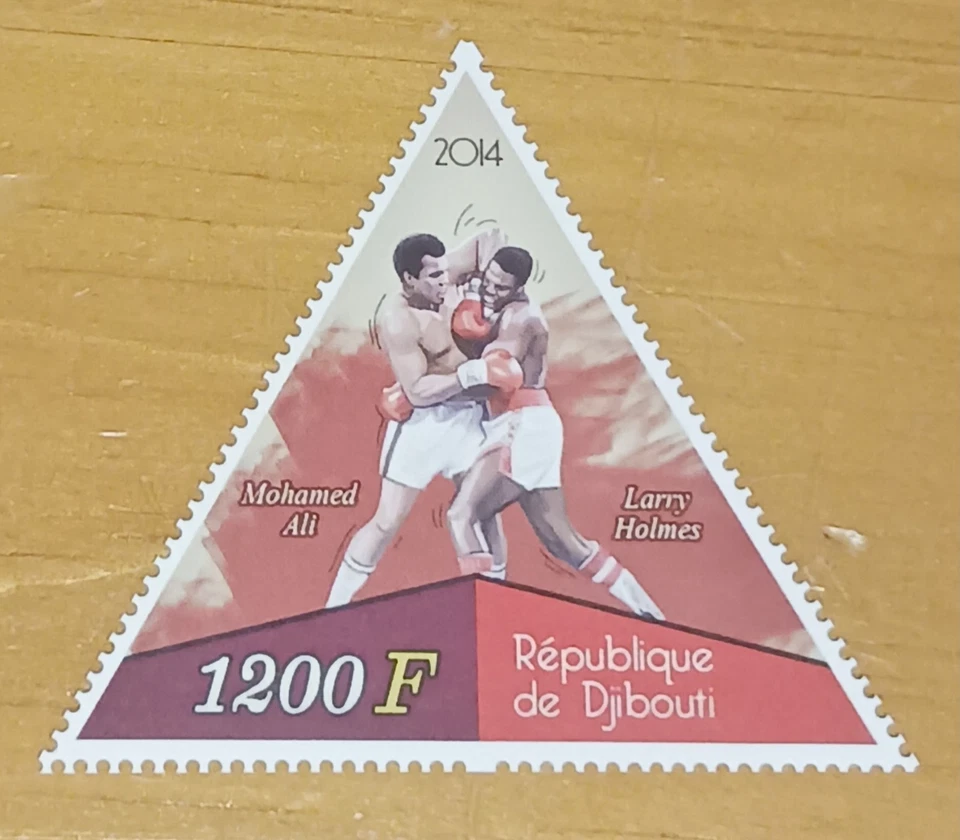 2014
Mohamed
Ali
Larry
Holmes
1200 F
République
de Djibouti